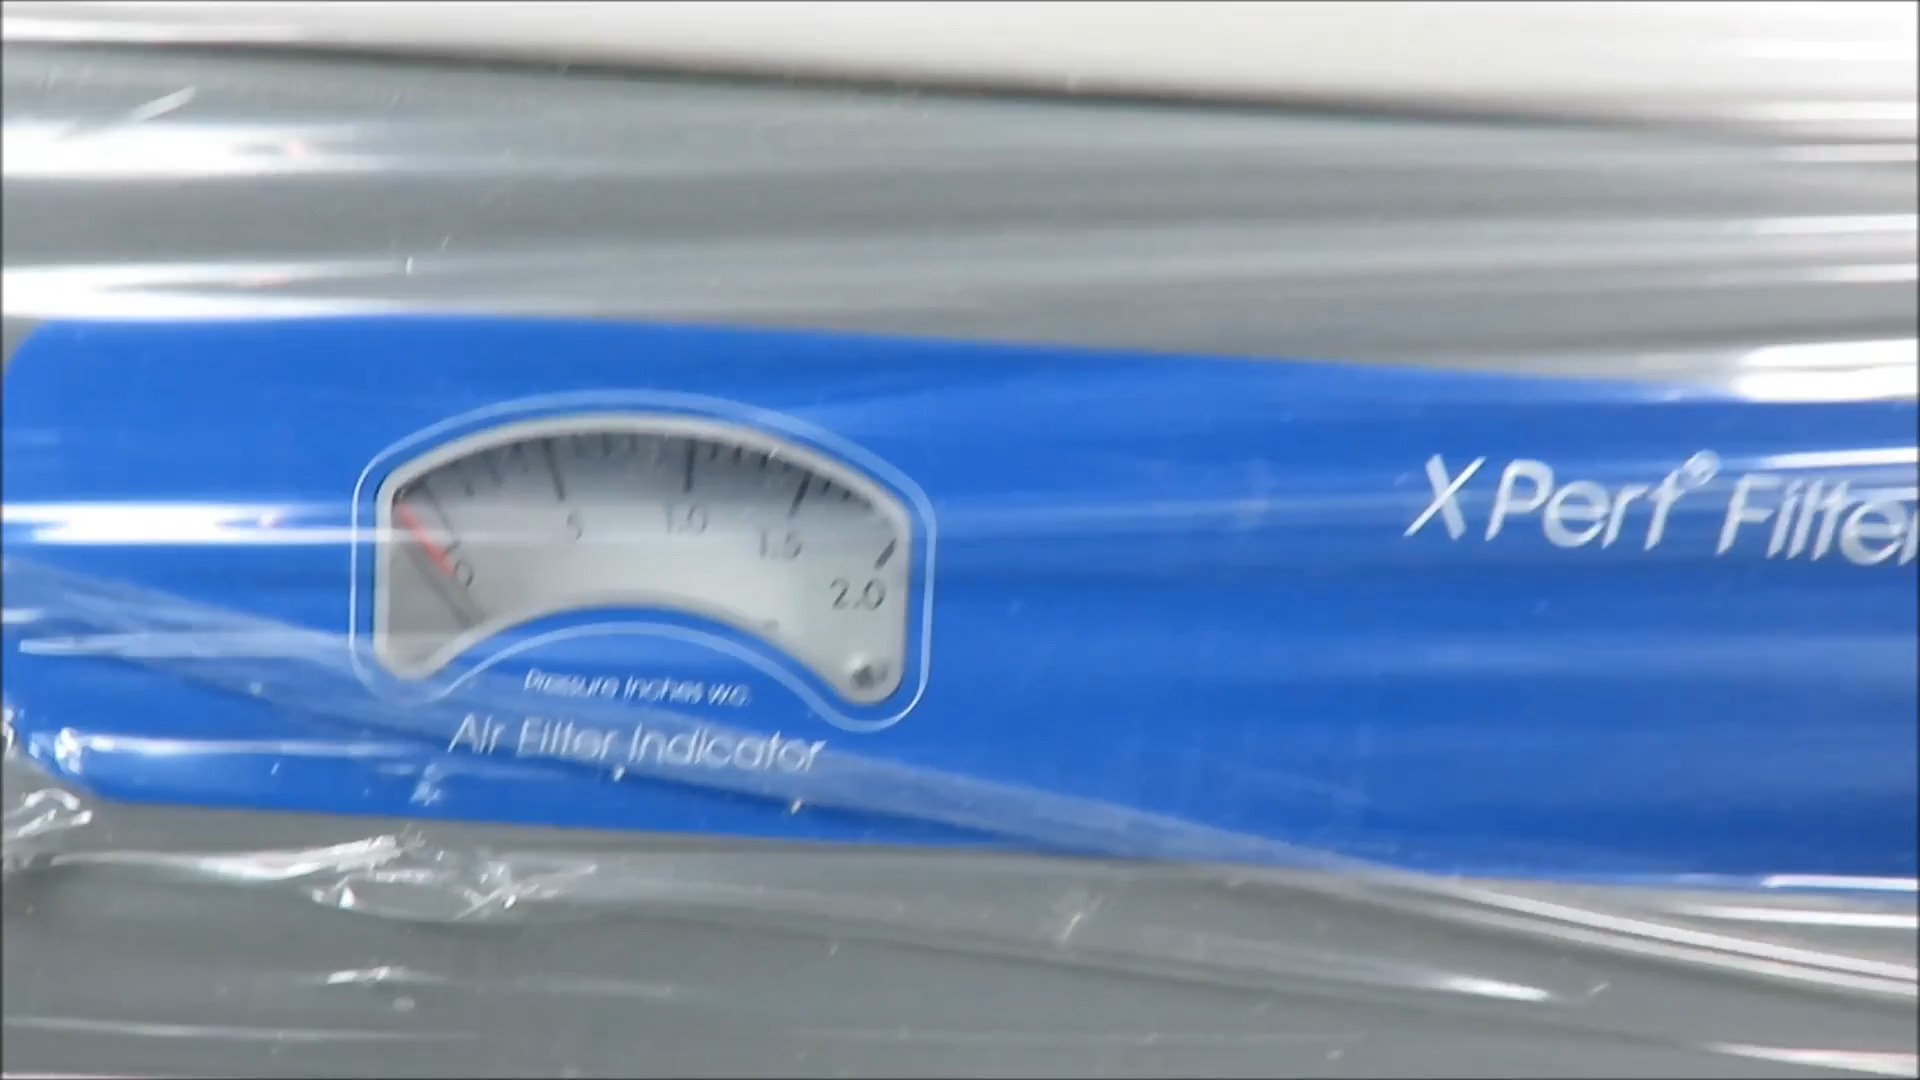 0 .5 1.0 1.5 2.0
XPert® Filter
Pressure Inches W.C.
Air Filter Indicator